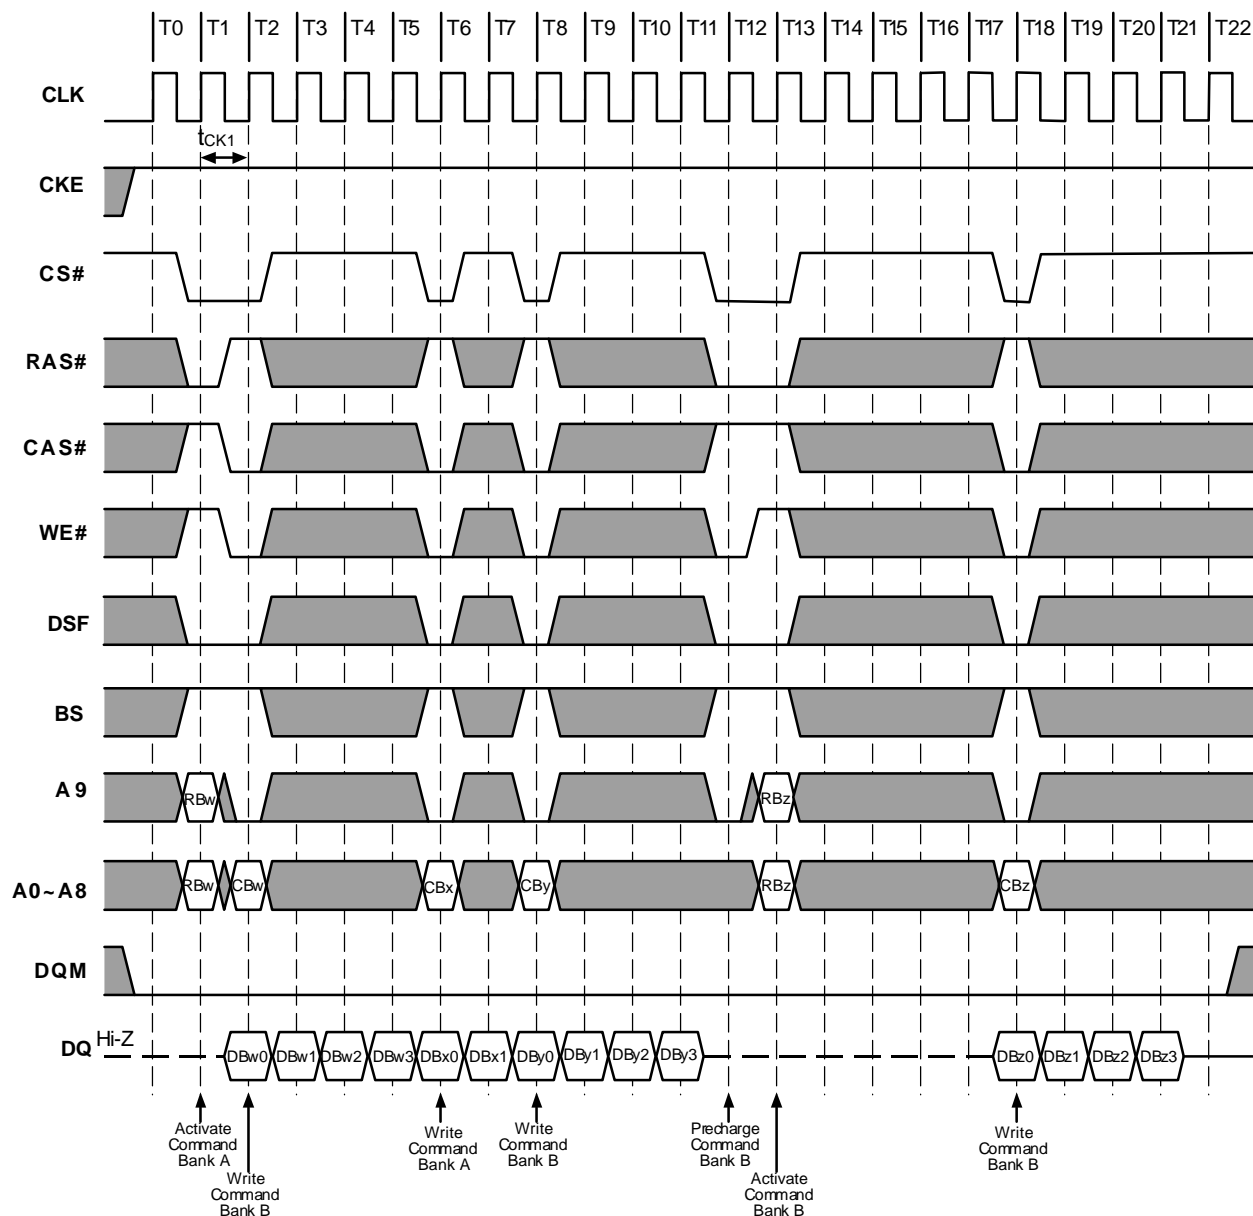 T0 T1 T2 T3 T4 T5 T6 T7 T8 T9 T10 T11 T12 T13 T14 T15 T16 T17 T18 T19 T20 T21 T22
CLK
tCK1
CKE
CS#
RAS#
CAS#
WE#
DSF
BS
A9
RBw RBz
A0~A8
RBw CBw CBx CBy RBz CBz
DQM
DQ Hi-Z
DBw0 DBw1 DBw2 DBw3 DBx0 DBx1 DBy0 DBy1 DBy2 DBy3 DBz0 DBz1 DBz2 DBz3
Activate
Command
Bank A
Write
Command
Bank B
Write
Command
Bank A
Write
Command
Bank B
Precharge
Command
Bank B
Activate
Command
Bank B
Write
Command
Bank B